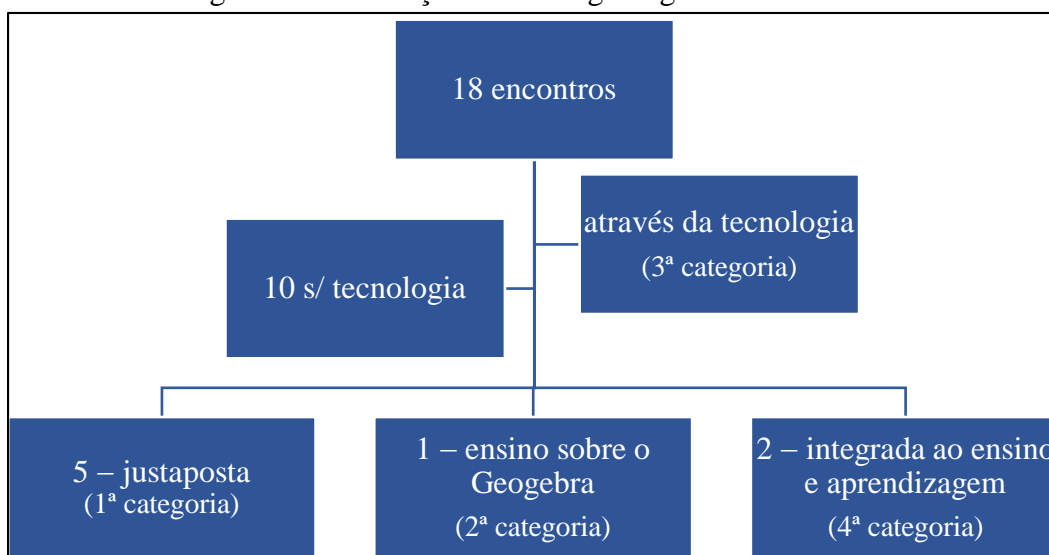 18 encontros
através da tecnologia
(3ª categoria)
10 s/ tecnologia
5 – justaposta
(1ª categoria)
1 – ensino sobre o
Geogebra
(2ª categoria)
2 – integrada ao ensino
e aprendizagem
(4ª categoria)